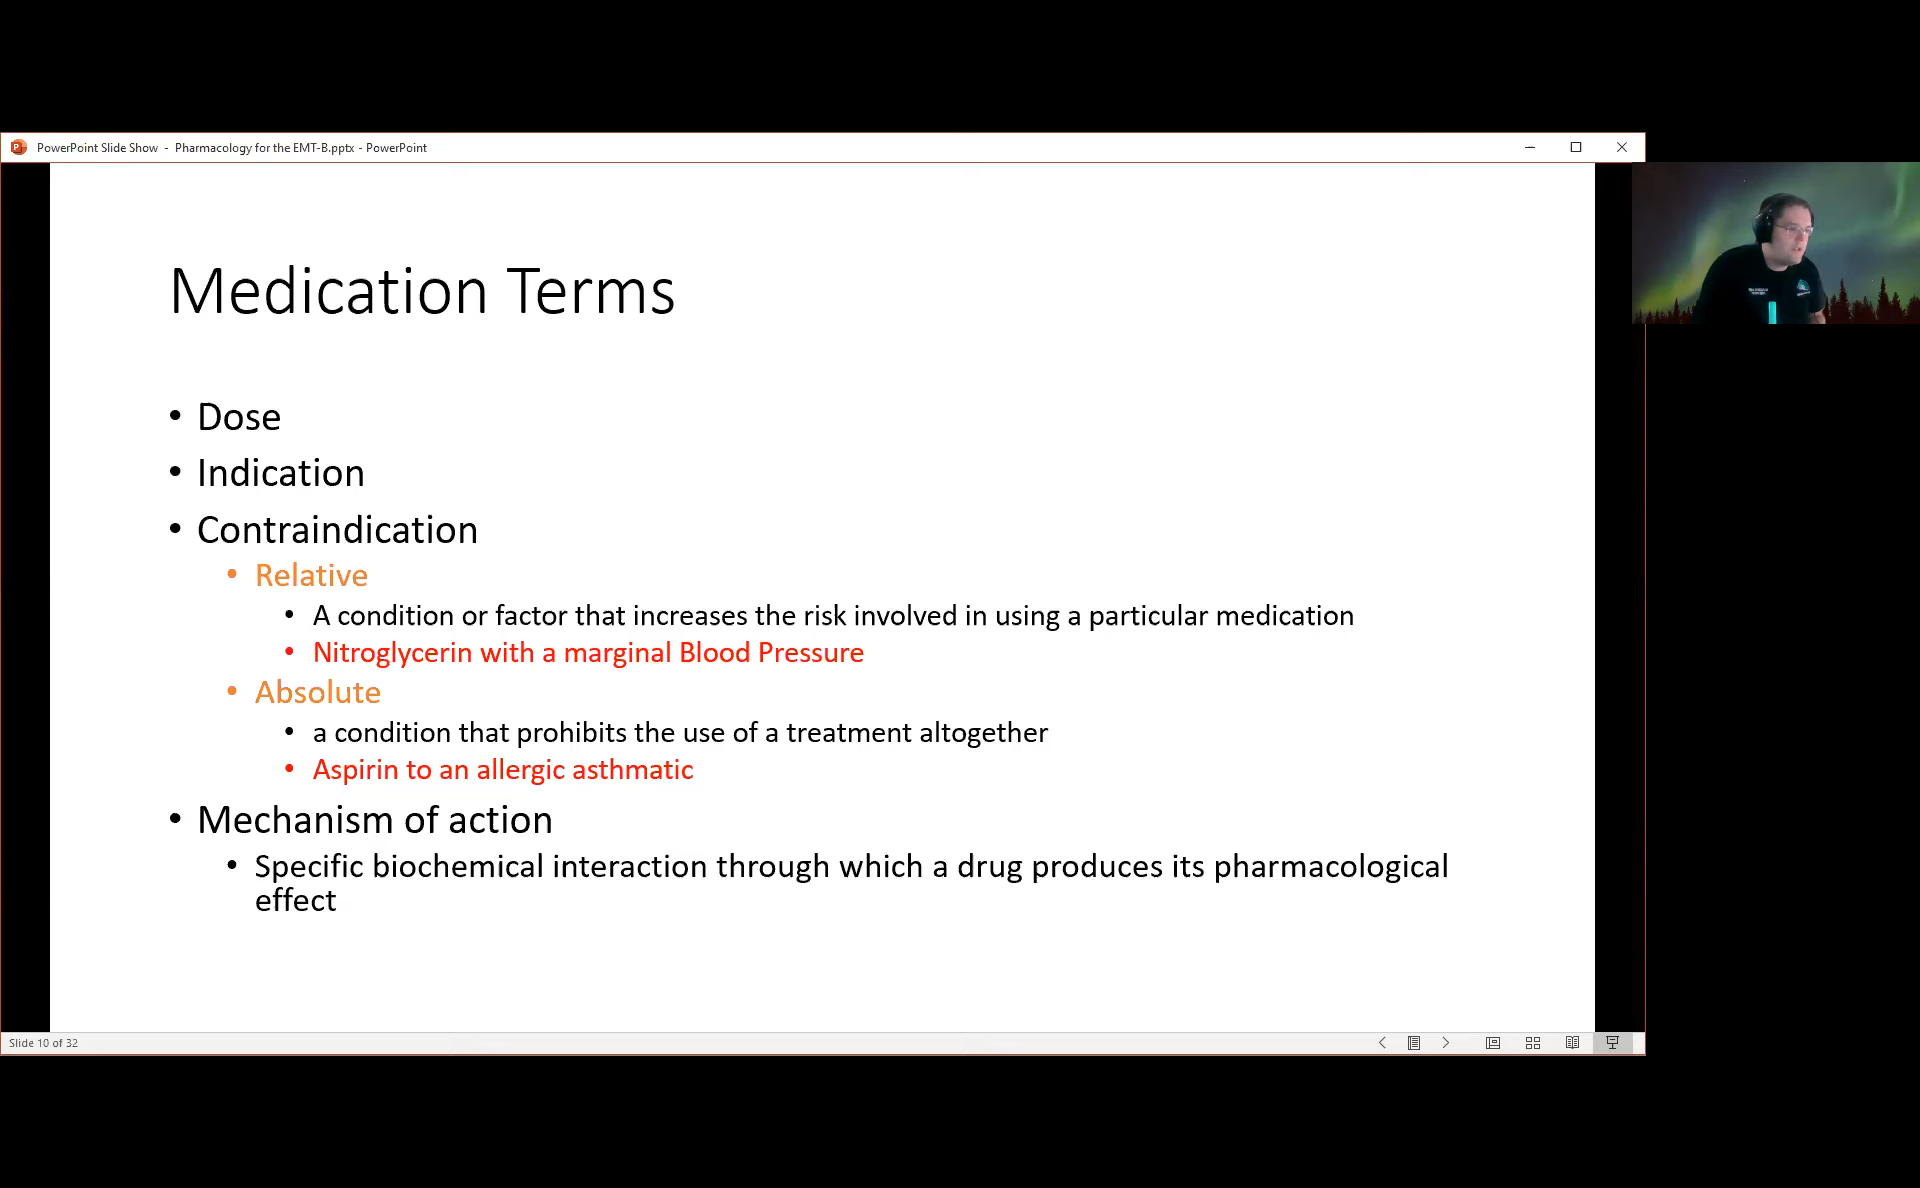 PowerPoint Slide Show - Pharmacology for the EMT-B.pptx - PowerPoint
Medication Terms
• Dose
• Indication
• Contraindication
• Relative
• A condition or factor that increases the risk involved in using a particular medication
• Nitroglycerin with a marginal Blood Pressure
• Absolute
• a condition that prohibits the use of a treatment altogether
• Aspirin to an allergic asthmatic
• Mechanism of action
• Specific biochemical interaction through which a drug produces its pharmacological
effect
Slide 10 of 32